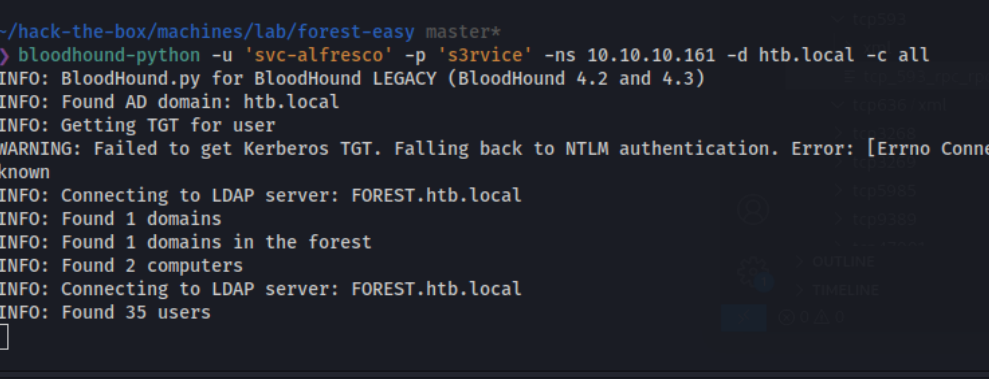 ~/hack-the-box/machines/lab/forest-easy master*
❯ bloodhound-python -u 'svc-alfresco' -p 's3rvice' -ns 10.10.10.161 -d htb.local -c all
INFO: BloodHound.py for BloodHound LEGACY (BloodHound 4.2 and 4.3)
INFO: Found AD domain: htb.local
INFO: Getting TGT for user
WARNING: Failed to get Kerberos TGT. Falling back to NTLM authentication. Error: [Errno Conne
known
INFO: Connecting to LDAP server: FOREST.htb.local
INFO: Found 1 domains
INFO: Found 1 domains in the forest
INFO: Found 2 computers
INFO: Connecting to LDAP server: FOREST.htb.local
INFO: Found 35 users
tcp593
tcp636
xml
tcp5985
tcp9389
OUTLINE
TIMELINE
0
0